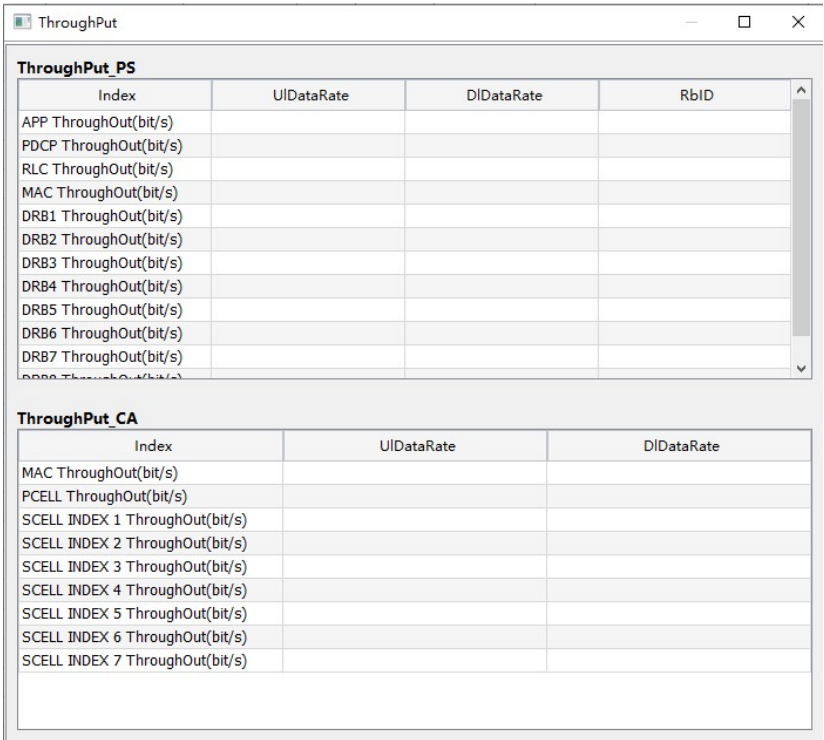 ThroughPut
ThroughPut_PS
Index UlDataRate DlDataRate RbID
APP ThroughOut(bit/s)
PDCP ThroughOut(bit/s)
RLC ThroughOut(bit/s)
MAC ThroughOut(bit/s)
DRB1 ThroughOut(bit/s)
DRB2 ThroughOut(bit/s)
DRB3 ThroughOut(bit/s)
DRB4 ThroughOut(bit/s)
DRB5 ThroughOut(bit/s)
DRB6 ThroughOut(bit/s)
DRB7 ThroughOut(bit/s)
ThroughPut_CA
Index UlDataRate DlDataRate
MAC ThroughOut(bit/s)
PCELL ThroughOut(bit/s)
SCELL INDEX 1 ThroughOut(bit/s)
SCELL INDEX 2 ThroughOut(bit/s)
SCELL INDEX 3 ThroughOut(bit/s)
SCELL INDEX 4 ThroughOut(bit/s)
SCELL INDEX 5 ThroughOut(bit/s)
SCELL INDEX 6 ThroughOut(bit/s)
SCELL INDEX 7 ThroughOut(bit/s)